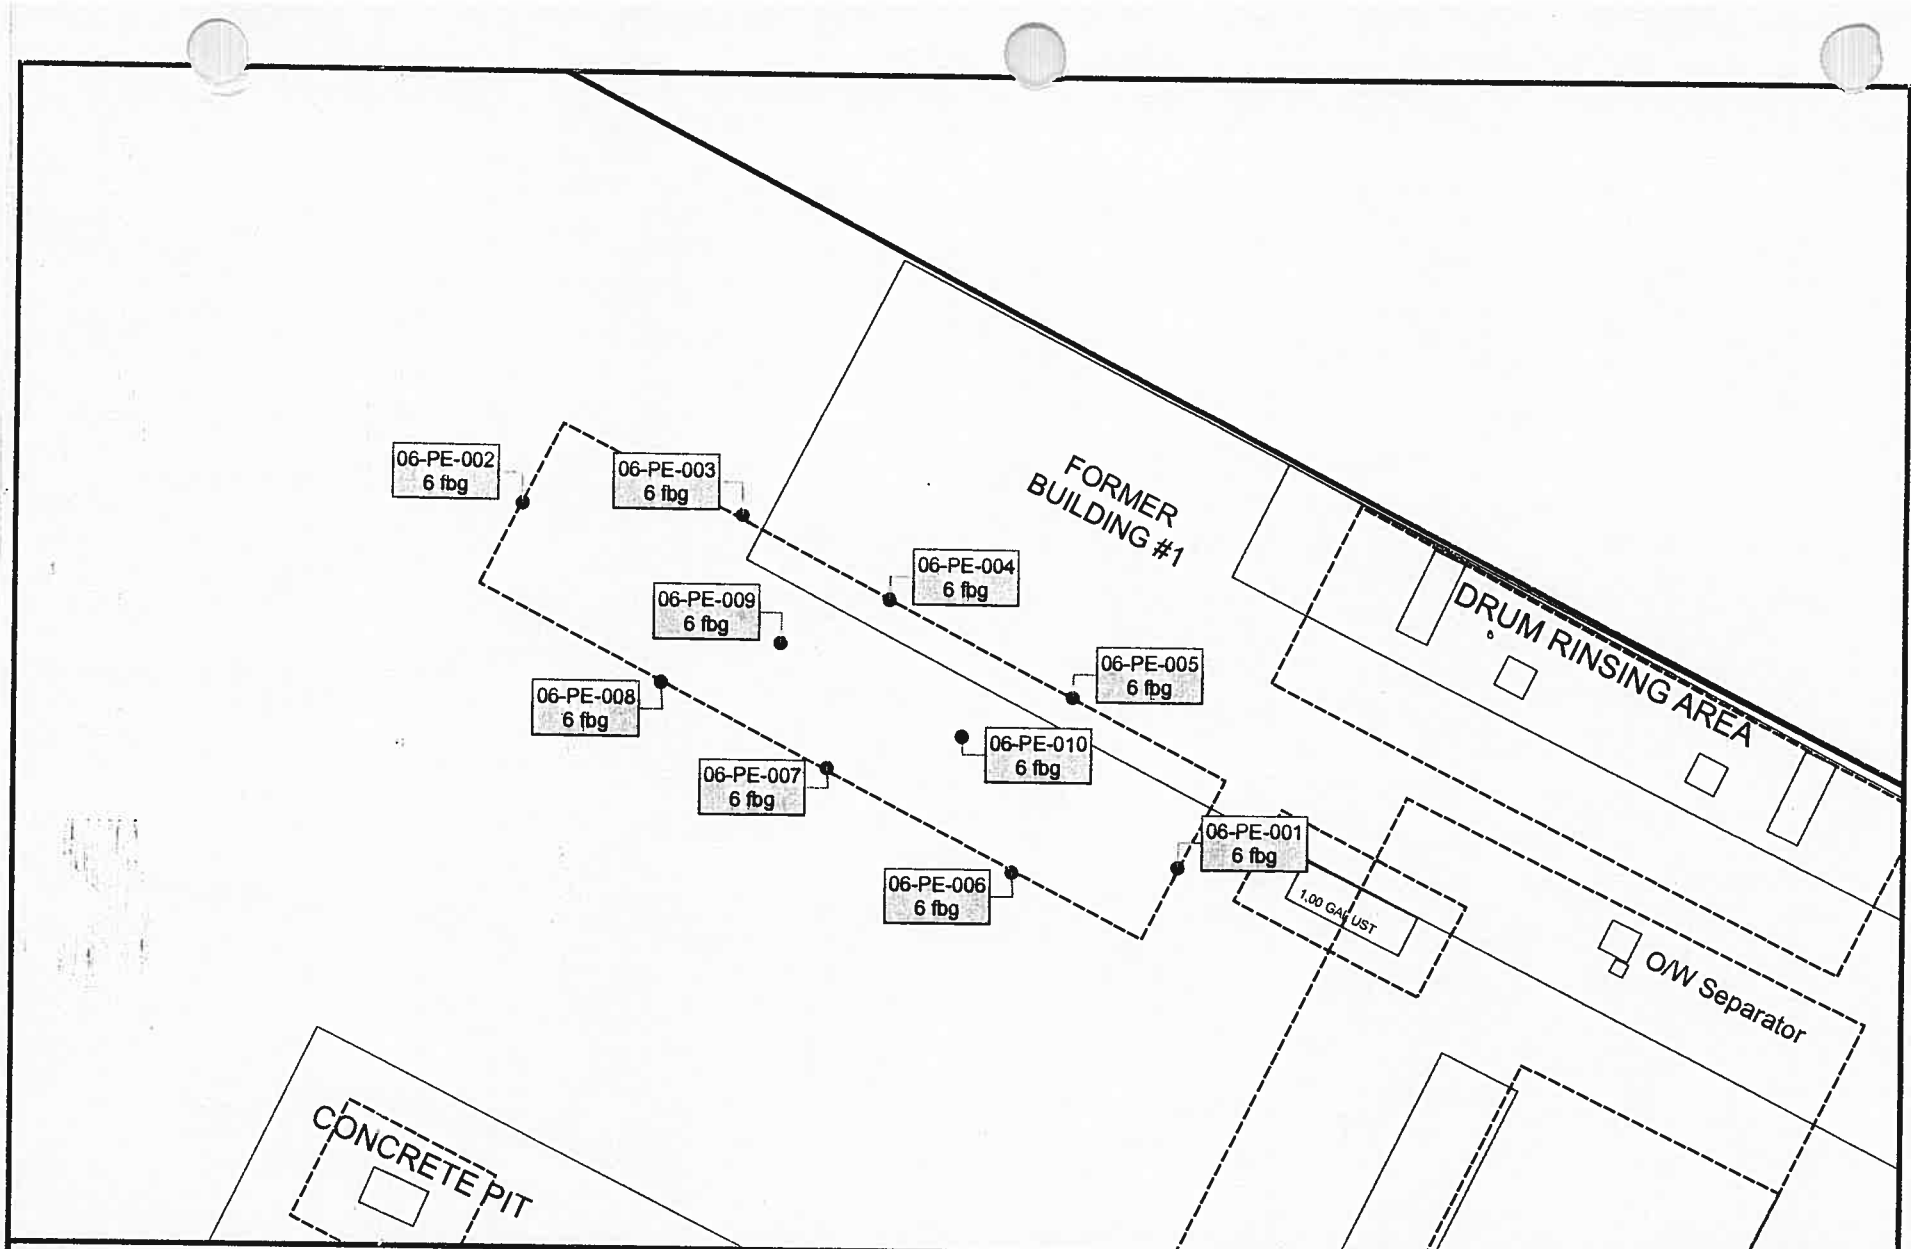 06-PE-002
6 fbg
06-PE-003
6 fbg
FORMER
BUILDING #1
06-PE-004
6 fbg
06-PE-009
6 fbg
DRUM RINSING AREA
06-PE-005
6 fbg
06-PE-008
6 fbg
06-PE-010
6 fbg
06-PE-007
6 fbg
06-PE-001
6 fbg
06-PE-006
6 fbg
1,00 GAL UST
O/W Separator
CONCRETE PIT